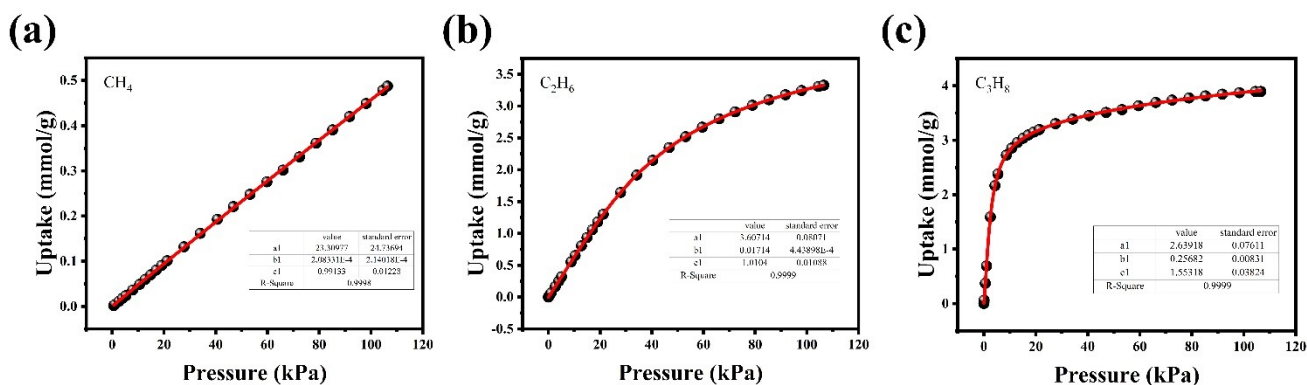 (a)
CH4
Uptake (mmol/g)
0.5
0.4
0.3
0.2
0.1
0.0
value standard error
a1 23.30977 24.73694
b1 2.08331E-4 2.14018E-4
c1 0.99133 0.01223
R-Square 0.9998
0 20 40 60 80 100 120
Pressure (kPa)
(b)
C2H6
Uptake (mmol/g)
3.5
3.0
2.5
2.0
1.5
1.0
0.5
0.0
-0.5
value standard error
a1 3.60714 0.08071
b1 0.01714 4.43898E-4
c1 1.0104 0.01088
R-Square 0.9999
0 20 40 60 80 100 120
Pressure (kPa)
(c)
C3H8
Uptake (mmol/g)
4
3
2
1
0
value standard error
a1 2.63918 0.07611
b1 0.25682 0.00831
c1 1.55318 0.03824
R-Square 0.9999
0 20 40 60 80 100 120
Pressure (kPa)